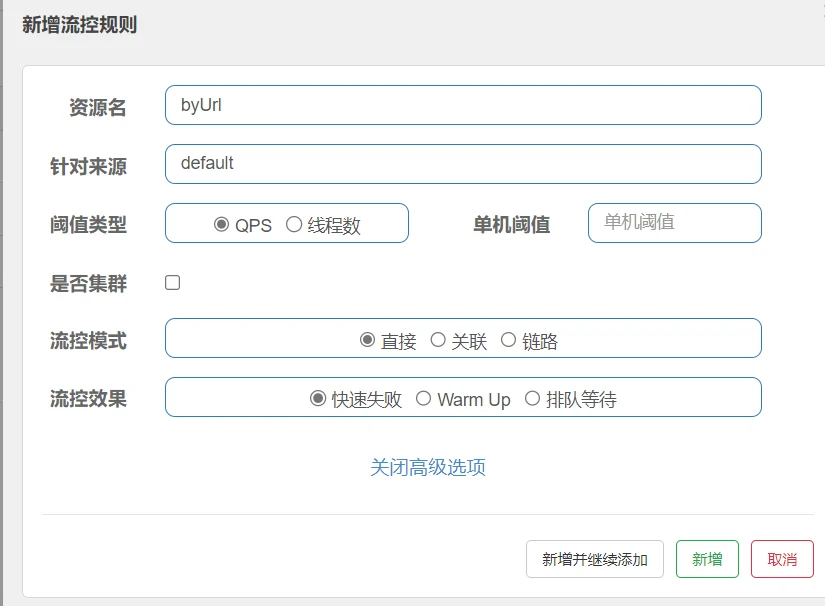 新增流控规则
资源名 byUrl
针对来源 default
阈值类型 QPS 线程数 单机阈值 单机阈值
是否集群
流控模式 直接 关联 链路
流控效果 快速失败 Warm Up 排队等待
关闭高级选项
新增并继续添加 新增 取消